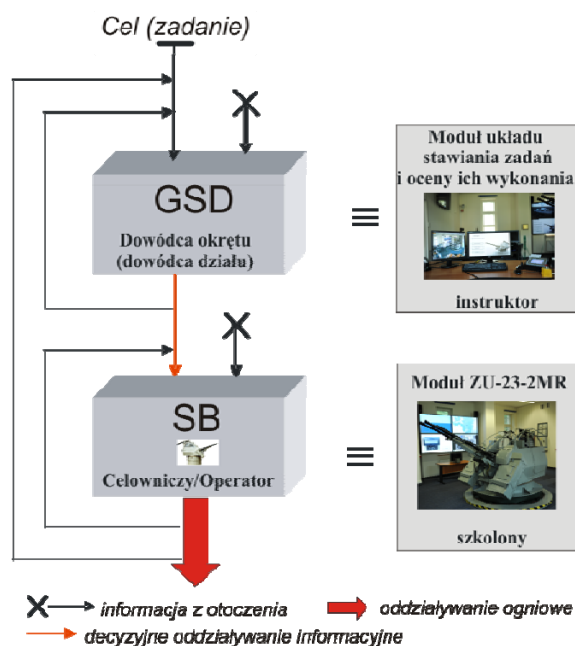 Cel (zadanie)
GSD
Dowódca okrętu
(dowódca działu)
Moduł układu
stawiania zadań
i oceny ich wykonania
instruktor
SB
Celowniczy/Operator
Moduł ZU-23-2MR
szkolony
informacja z otoczenia
oddziaływanie ogniowe
decyzyjne oddziaływanie informacyjne